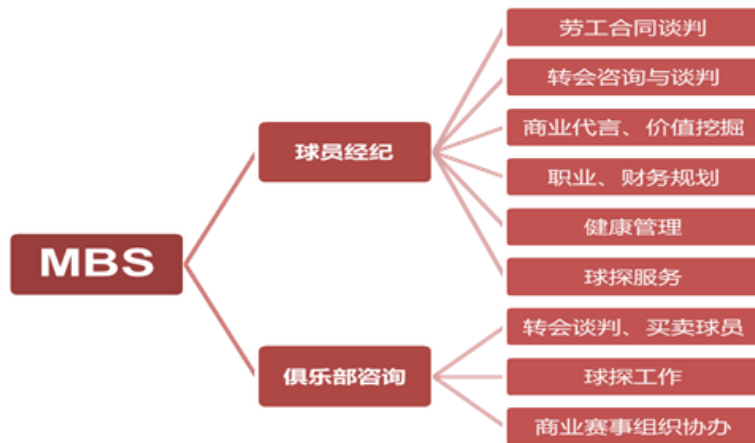 MBS
球员经纪
劳工合同谈判
转会咨询与谈判
商业代言、价值挖掘
职业、财务规划
健康管理
球探服务
俱乐部咨询
转会谈判、买卖球员
球探工作
商业赛事组织协办